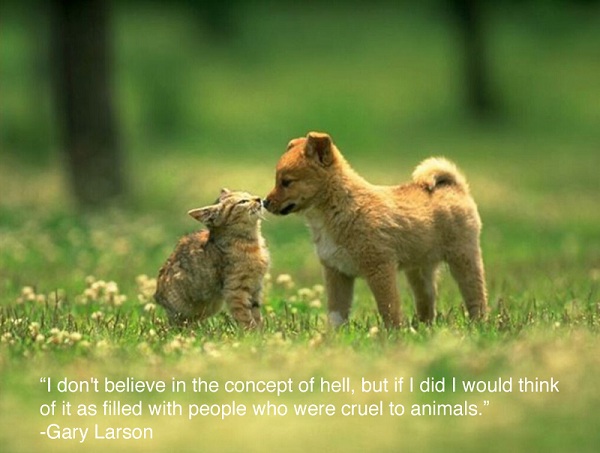 “I don't believe in the concept of hell, but if I did I would think
of it as filled with people who were cruel to animals.”
-Gary Larson